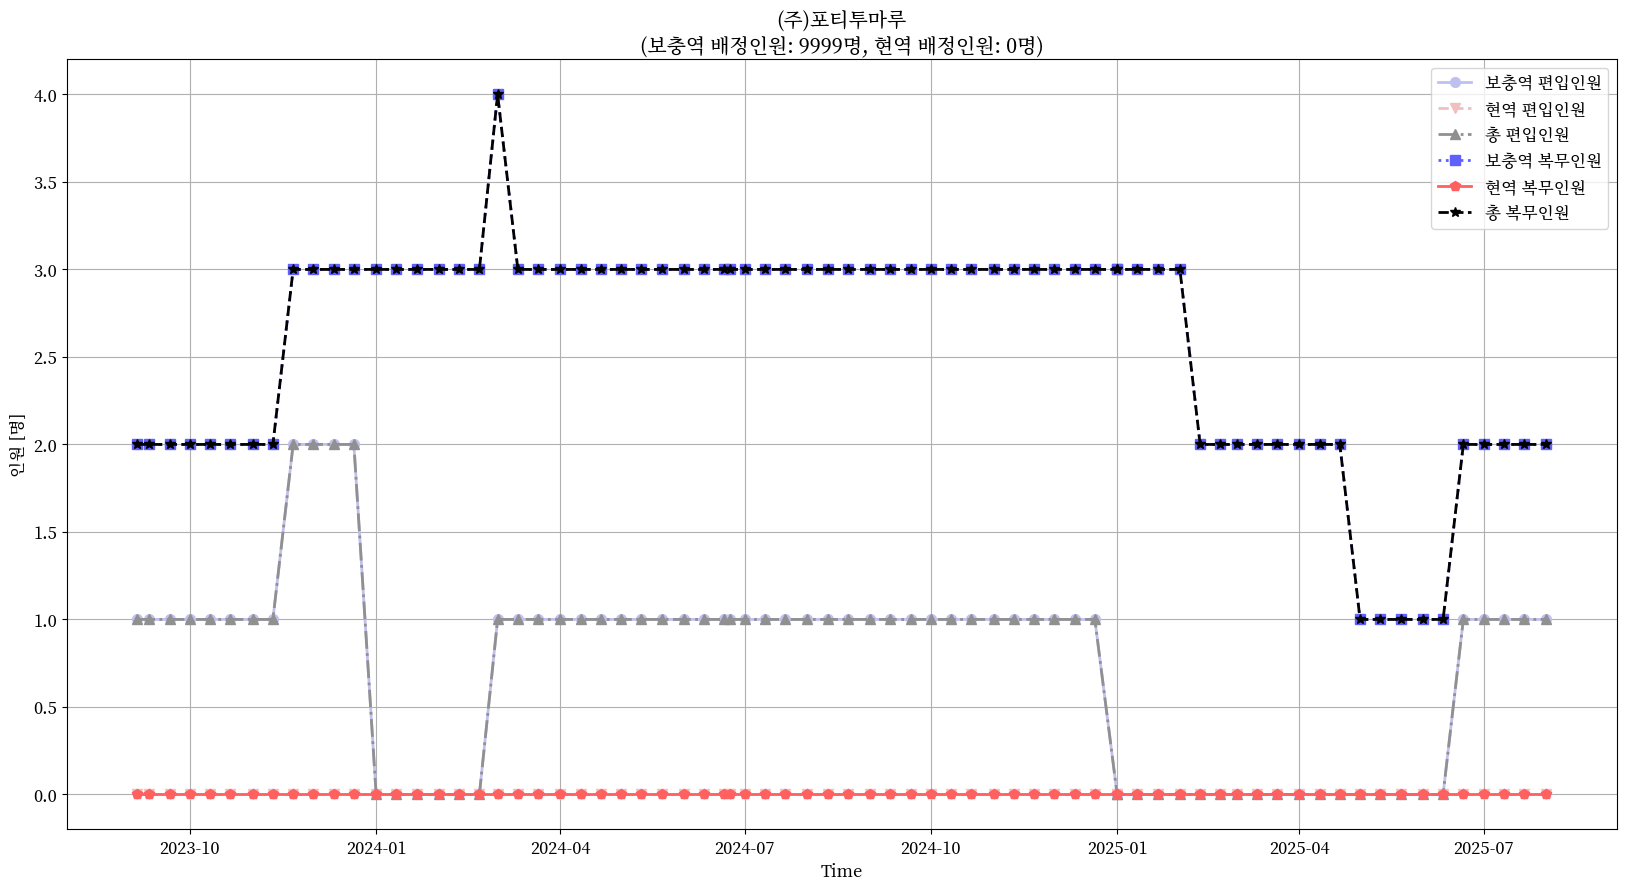 (주)포티투마루
(보충역 배정인원: 9999명, 현역 배정인원: 0명)
보충역 편입인원
현역 편입인원
총 편입인원
보충역 복무인원
현역 복무인원
총 복무인원
4.0
3.5
3.0
2.5
2.0
1.5
1.0
0.5
0.0
인원 [명]
2023-10 2024-01 2024-04 2024-07 2024-10 2025-01 2025-04 2025-07
Time